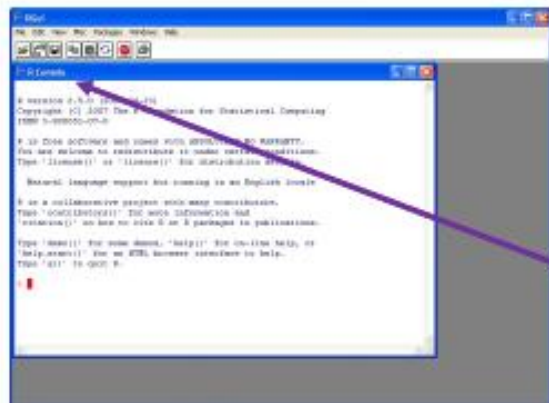 RGui
File Edit View Misc Packages Windows Help
R Console
R version 2.5.0
Copyright (C) 2007 The R Foundation for Statistical Computing
ISBN 3-900051-07-0
R is free software and comes with ABSOLUTELY NO WARRANTY.
You are welcome to redistribute it under certain conditions.
Type 'license()' or 'licence()' for distribution details.
Natural language support but running in an English locale
R is a collaborative project with many contributors.
Type 'contributors()' for more information and
'citation()' on how to cite R or R packages in publications.
Type 'demo()' for some demos, 'help()' for on-line help, or
'help.start()' for an HTML browser interface to help.
Type 'q()' to quit R.
>